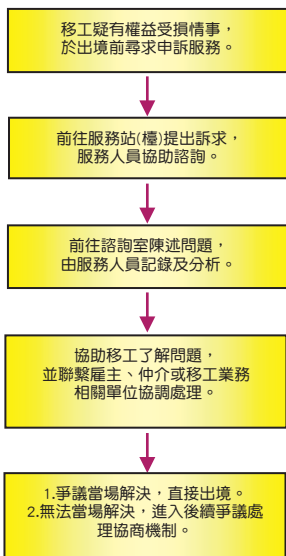 移工疑有權益受損情事，
於出境前尋求申訴服務。
前往服務站(檯)提出訴求，
服務人員協助諮詢。
前往諮詢室陳述問題，
由服務人員記錄及分析。
協助移工了解問題，
並聯繫雇主、仲介或移工業務
相關單位協調處理。
1.爭議當場解決，直接出境。
2.無法當場解決，進入後續爭議處
理協商機制。